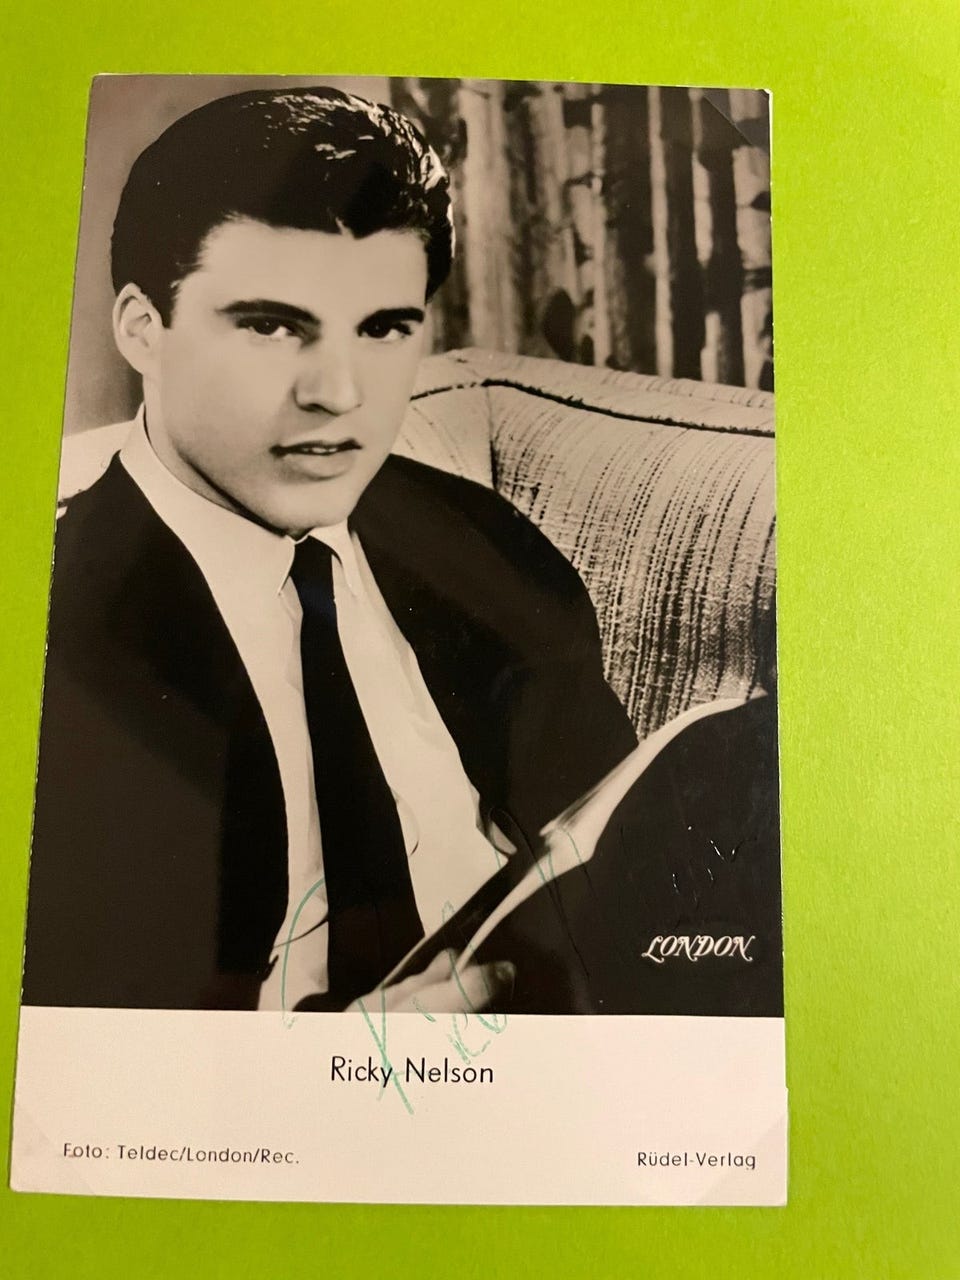 LONDON
Ricky Nelson
Foto: Teldec/London/Rec.
Rüdel-Verlag